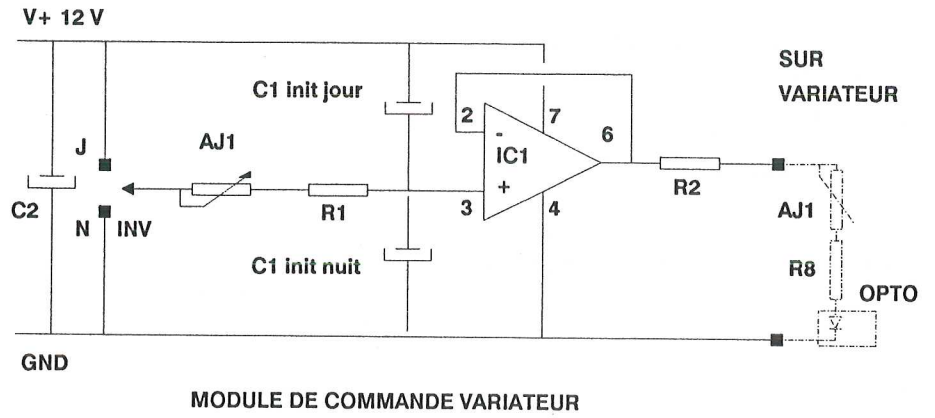 V+ 12 V
SUR
VARIATEUR
C1 init jour
J
AJ1
2
-
7
6
IC1
+
C2
N
INV
R1
3
4
R2
AJ1
C1 init nuit
R8
OPTO
GND
MODULE DE COMMANDE VARIATEUR